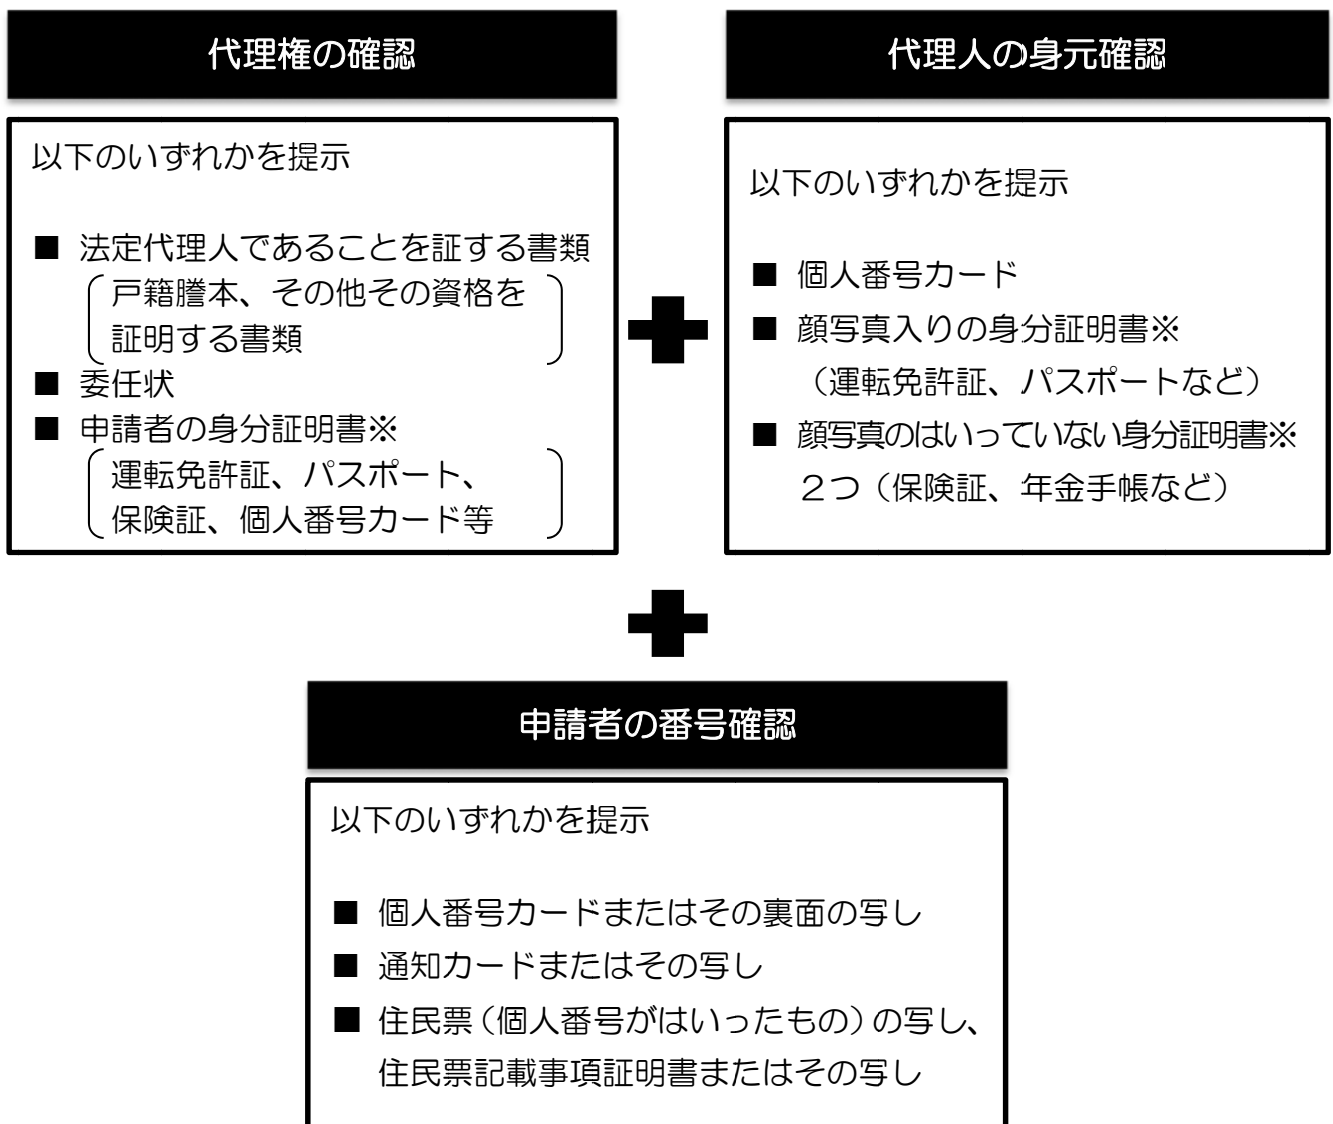 代理権の確認
以下のいずれかを提示
■ 法定代理人であることを証する書類
戸籍謄本、その他その資格を
証明する書類
■ 委任状
■ 申請者の身分証明書※
運転免許証、パスポート、
保険証、個人番号カード等
代理人の身元確認
以下のいずれかを提示
■ 個人番号カード
■ 顔写真入りの身分証明書※
（運転免許証、パスポートなど）
■ 顔写真のはいっていない身分証明書※
２つ（保険証、年金手帳など）
申請者の番号確認
以下のいずれかを提示
■ 個人番号カードまたはその裏面の写し
■ 通知カードまたはその写し
■ 住民票（個人番号がはいったもの）の写し、
住民票記載事項証明書またはその写し